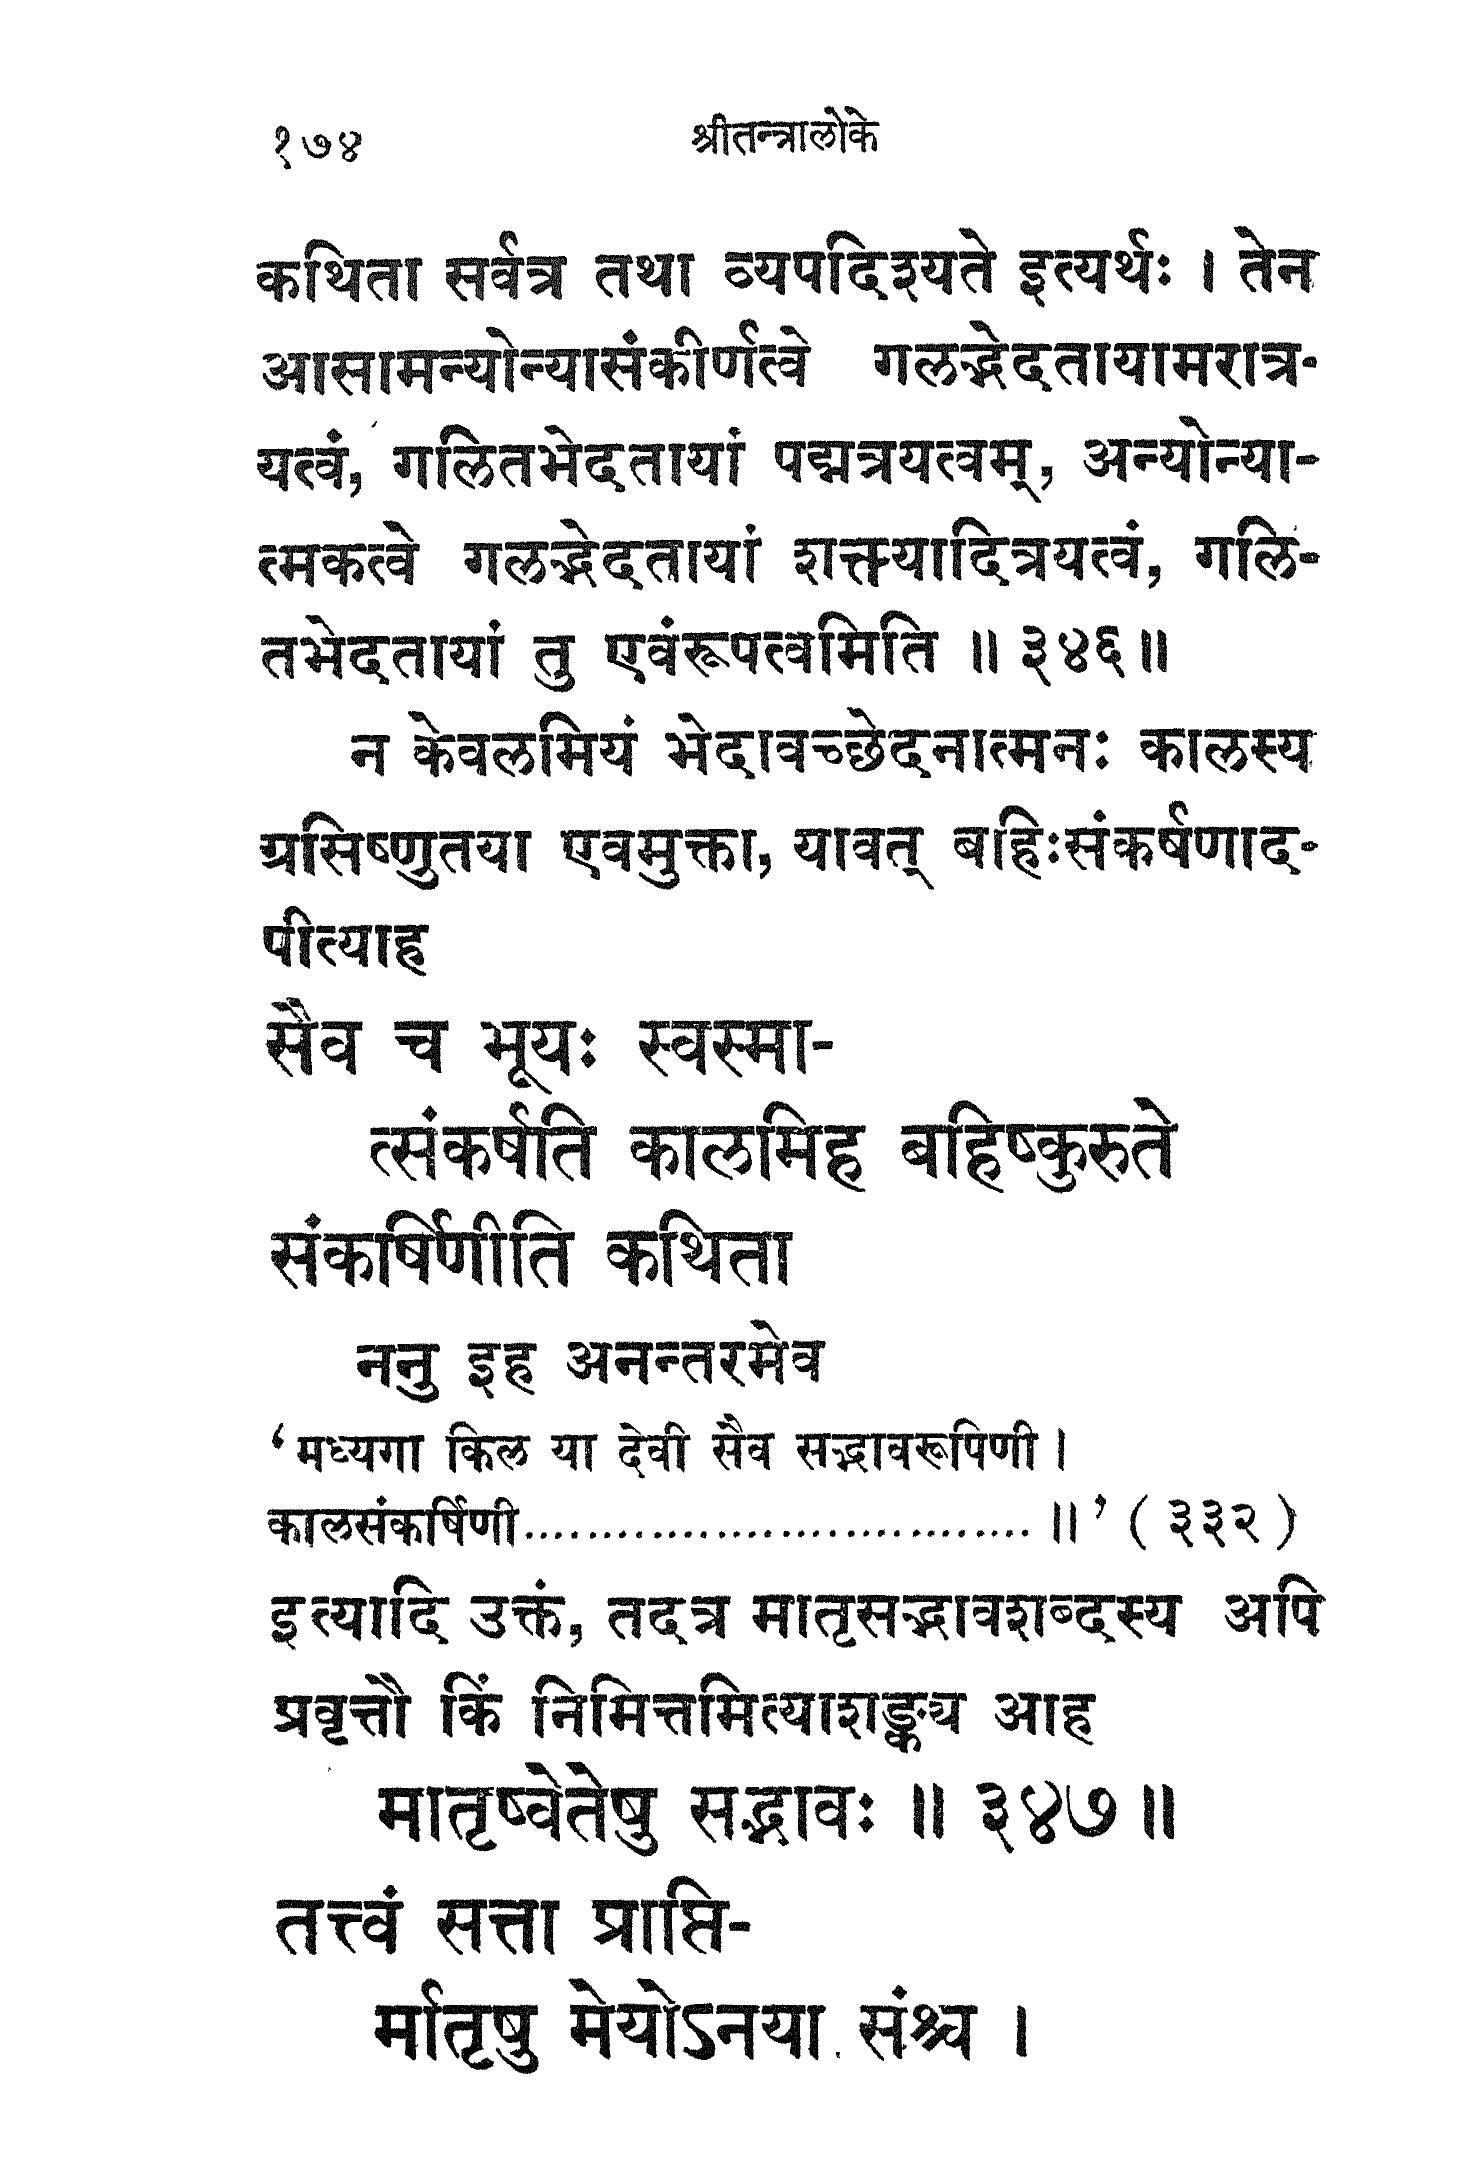 १७४ श्रीतन्त्रालोके
कथिता सर्वत्र तथा व्यपदिश्यते इत्यर्थः । तेन
आसामन्योन्यासंकीर्णत्वे गलद्भेदतायामरात्र-
यत्वं, गलितभेदतायां पद्मत्रयत्वम्, अन्योन्या-
त्मकत्वे गलद्भेदतायां शक्त्यादित्रयत्वं, गलि-
तभेदतायां तु एवंरूपत्वमिति ॥ ३४६ ॥
न केवलमियं भेदावच्छेदनात्मनः कालस्य
ग्रसिष्णुतया एवमुक्ता, यावत् बहिःसंकर्षणाद-
पीत्याह
सैव च भूयः स्वस्मा-
त्संकर्षति कालमिह बहिष्कुरुते
संकर्षिणीति कथिता
ननु इह अनन्तरमेव
‘मध्यगा किल या देवी सैव सद्भावरूपिणी ।
कालसंकर्षिणी................................ ॥’ ( ३३२ )
इत्यादि उक्तं, तदत्र मातृसद्भावशब्दस्य अपि
प्रवृत्तौ किं निमित्तमित्याशङ्क्य आह
मातृष्वेतेषु सद्भावः ॥ ३४७ ॥
तत्त्वं सत्ता प्राप्ति-
र्मातृषु मेयोऽनया संश्च ।